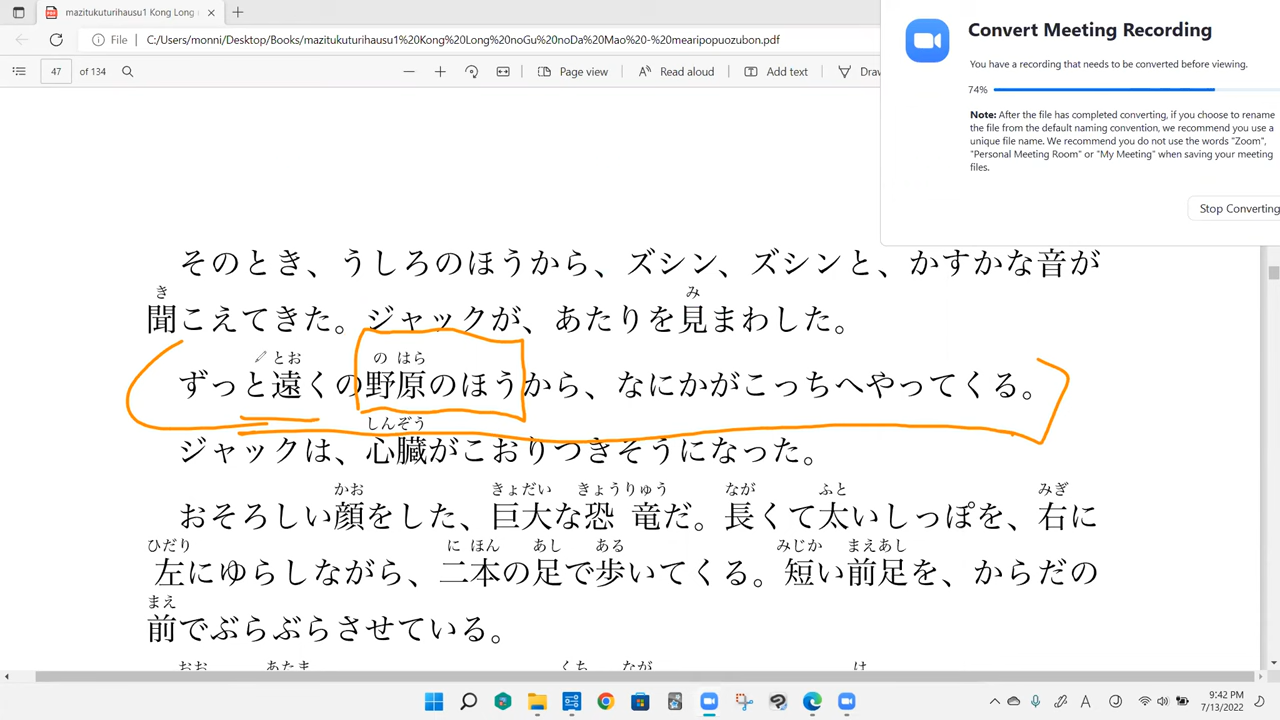 mazitukuturihausu1 Kong Long
File
C:/Users/morni/Desktop/Books/mazitukuturihausu1%20Kong%20Long%20noGu%20noDa%20Mao%20-%20mearipopuozubon.pdf
47 of 134
Page view
Read aloud
Add text
Draw
Convert Meeting Recording
You have a recording that needs to be converted before viewing.
74%
Note: After the file has completed converting, if you choose to rename
the file from the default naming convention, we recommend you use a
unique file name. We recommend you do not use the words "Zoom",
"Personal Meeting Room" or "My Meeting" when saving your meeting
files.
Stop Converting
そのとき、うしろのほうから、ズシン、ズシンと、かすかな音が
き み
聞こえてきた。ジャックが、あたりを見まわした。
とお の はら
ずっと遠くの野原のほうから、なにかがこっちへやってくる。
しんぞう
ジャックは、心臓がこおりつきそうになった。
かお きょだい きょうりゅう なが ふと みぎ
おそろしい顔をした、巨大な恐竜だ。長くて太いしっぽを、右に
ひだり に ほん あし ある みじか まえあし
左にゆらしながら、二本の足で歩いてくる。短い前足を、からだの
まえ
前でぶらぶらさせている。
おお あたま くち なが は
9:42 PM
7/13/2022